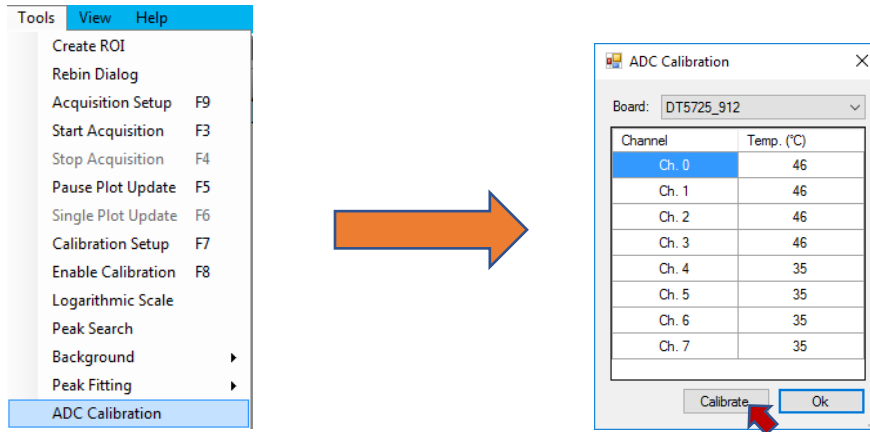 Tools View Help
Create ROI
Rebin Dialog
Acquisition Setup F9
Start Acquisition F3
Stop Acquisition F4
Pause Plot Update F5
Single Plot Update F6
Calibration Setup F7
Enable Calibration F8
Logarithmic Scale
Peak Search
Background
Peak Fitting
ADC Calibration
ADC Calibration
Board: DT5725_912
Channel Temp. (°C)
Ch. 0 46
Ch. 1 46
Ch. 2 46
Ch. 3 46
Ch. 4 35
Ch. 5 35
Ch. 6 35
Ch. 7 35
Calibrate Ok